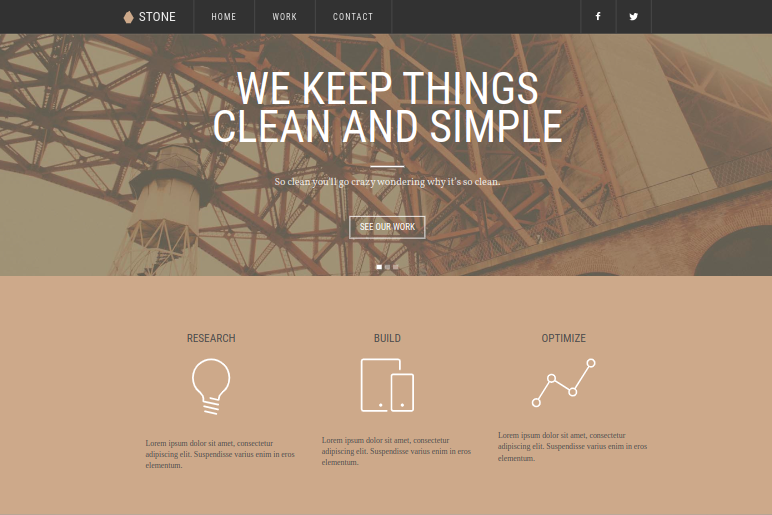 STONE
HOME
WORK
CONTACT
WE KEEP THINGS
CLEAN AND SIMPLE
So clean you'll go crazy wondering why it's so clean.
SEE OUR WORK
RESEARCH
Lorem ipsum dolor sit amet, consectetur
adipiscing elit. Suspendisse varius enim in eros
elementum.
BUILD
Lorem ipsum dolor sit amet, consectetur
adipiscing elit. Suspendisse varius enim in eros
elementum.
OPTIMIZE
Lorem ipsum dolor sit amet, consectetur
adipiscing elit. Suspendisse varius enim in eros
elementum.